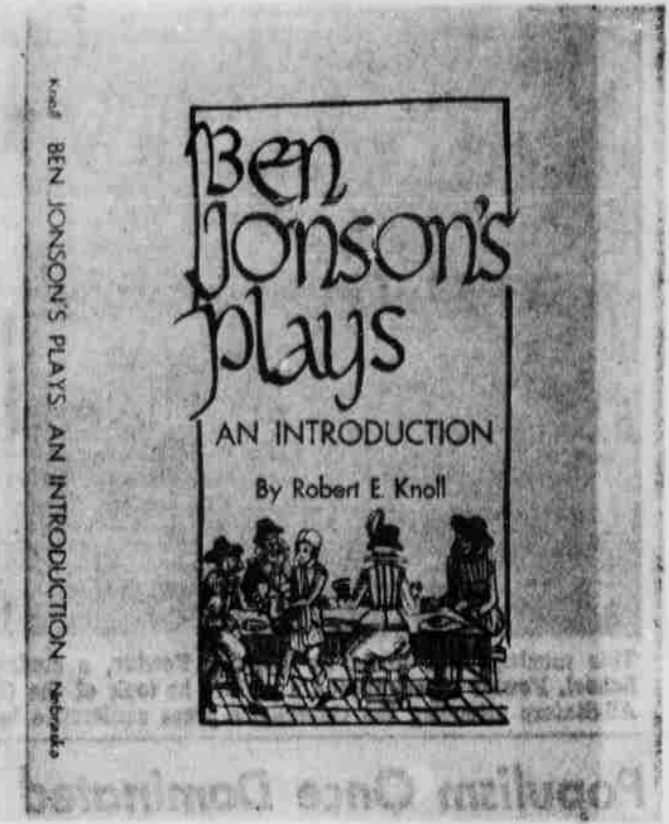 Knoll BEN JONSON'S PLAYS: AN INTRODUCTION Nebraska
Ben
Jonson's
plays
AN INTRODUCTION
By Robert E. Knoll
Populism Once Dominated